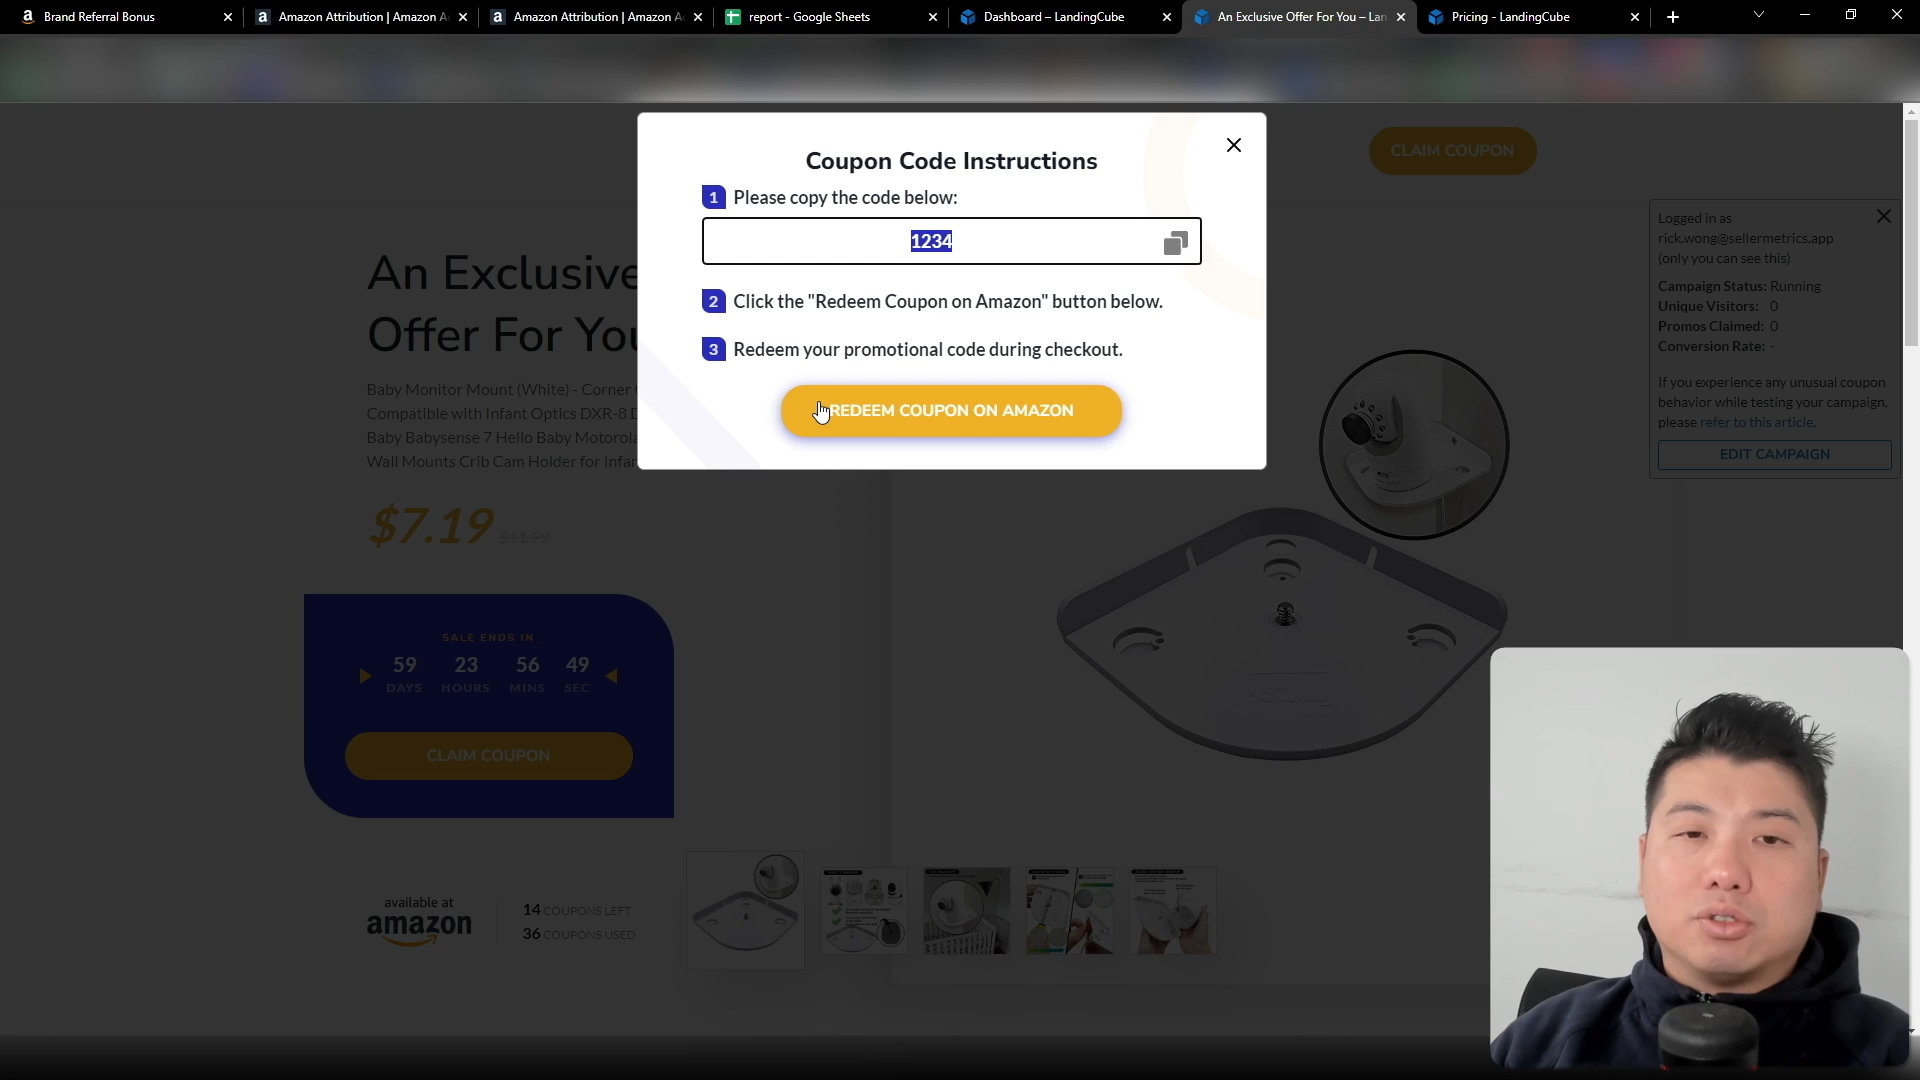 Brand Referral Bonus
Amazon Attribution | Amazon A
Amazon Attribution | Amazon A
report - Google Sheets
Dashboard – LandingCube
An Exclusive Offer For You – Lan
Pricing - LandingCube
CLAIM COUPON
Coupon Code Instructions
1 Please copy the code below:
1234
2 Click the "Redeem Coupon on Amazon" button below.
3 Redeem your promotional code during checkout.
REDEEM COUPON ON AMAZON
Logged in as
rick.wong@sellermetrics.app
(only you can see this)
Campaign Status: Running
Unique Visitors: 0
Promos Claimed: 0
Conversion Rate: -
If you experience any unusual coupon
behavior while testing your campaign,
please refer to this article.
EDIT CAMPAIGN
An Exclusive
Offer For You
Baby Monitor Mount (White) - Corner
Compatible with Infant Optics DXR-8
Baby Babysense 7 Hello Baby Motorola
Wall Mounts Crib Cam Holder for Infan
$7.19 $11.99
SALE ENDS IN
59 23 56 49
DAYS HOURS MINS SEC
CLAIM COUPON
available at
amazon
14 COUPONS LEFT
36 COUPONS USED